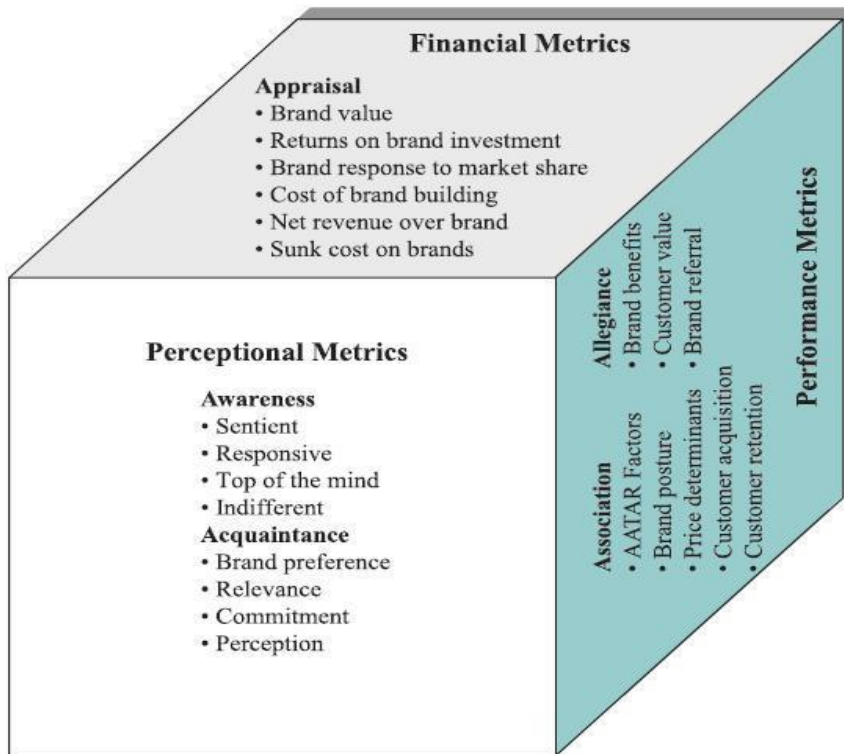 Financial Metrics
Appraisal
• Brand value
• Returns on brand investment
• Brand response to market share
• Cost of brand building
• Net revenue over brand
• Sunk cost on brands
Perceptional Metrics
Awareness
• Sentient
• Responsive
• Top of the mind
• Indifferent
Acquaintance
• Brand preference
• Relevance
• Commitment
• Perception
Performance Metrics
Association
• AATAR Factors
• Brand posture
• Price determinants
• Customer acquisition
• Customer retention
Allegiance
• Brand benefits
• Customer value
• Brand referral